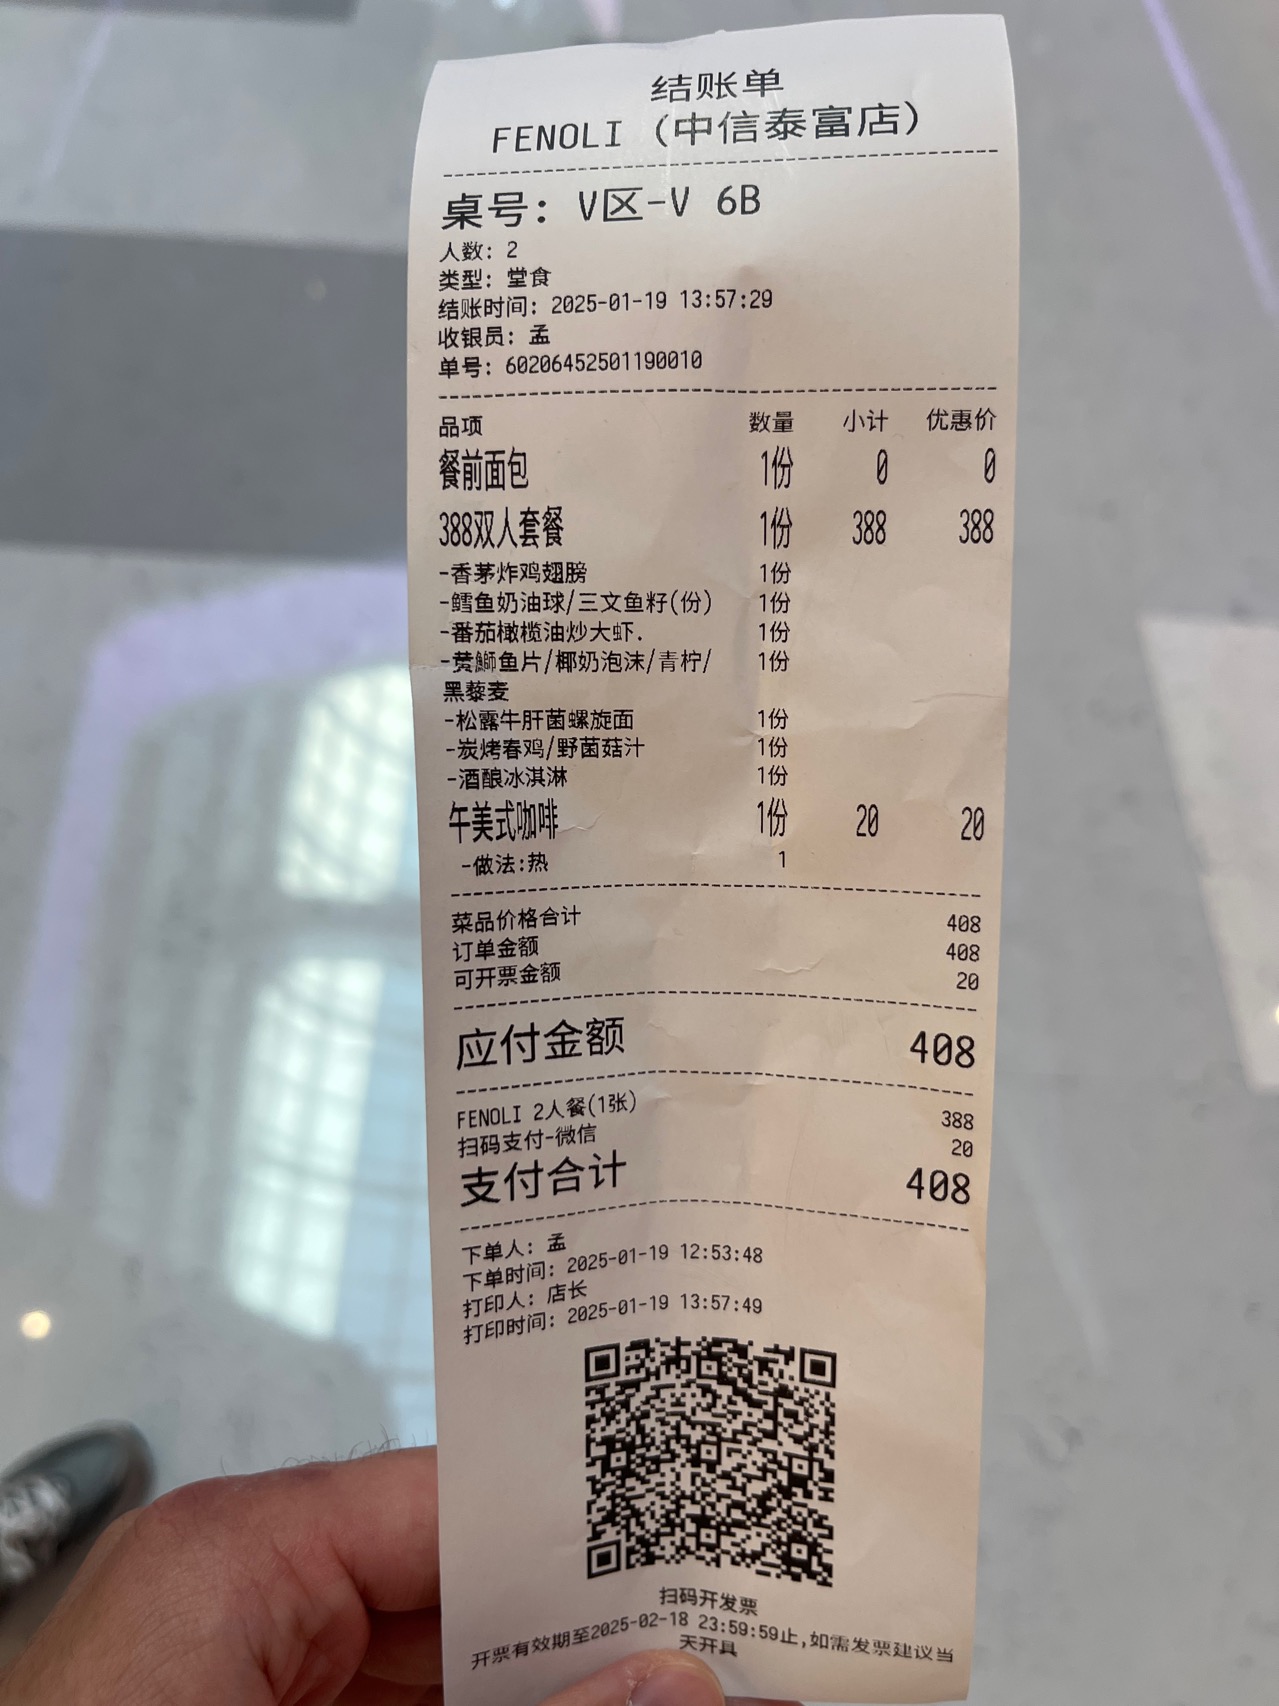 结账单
FENOLI（中信泰富店）
桌号: V区-V 6B
人数: 2
类型: 堂食
结账时间: 2025-01-19 13:57:29
收银员: 孟
单号: 60206452501190010
品项 数量 小计 优惠价
餐前面包 1份 0 0
388双人套餐 1份 388 388
-香茅炸鸡翅膀 1份
-鳕鱼奶油球/三文鱼籽(份) 1份
-番茄橄榄油炒大虾. 1份
-黄鰤鱼片/椰奶泡沫/青柠/ 1份
黑藜麦
-松露牛肝菌螺旋面 1份
-炭烤春鸡/野菌菇汁 1份
-酒酿冰淇淋 1份
午美式咖啡 1份 20 20
-做法:热 1
菜品价格合计 408
订单金额 408
可开票金额 20
应付金额 408
FENOLI 2人餐(1张) 388
扫码支付-微信 20
支付合计 408
下单人: 孟
下单时间: 2025-01-19 12:53:48
打印人: 店长
打印时间: 2025-01-19 13:57:49
扫码开发票
开票有效期至2025-02-18 23:59:59止,如需发票建议当
天开具